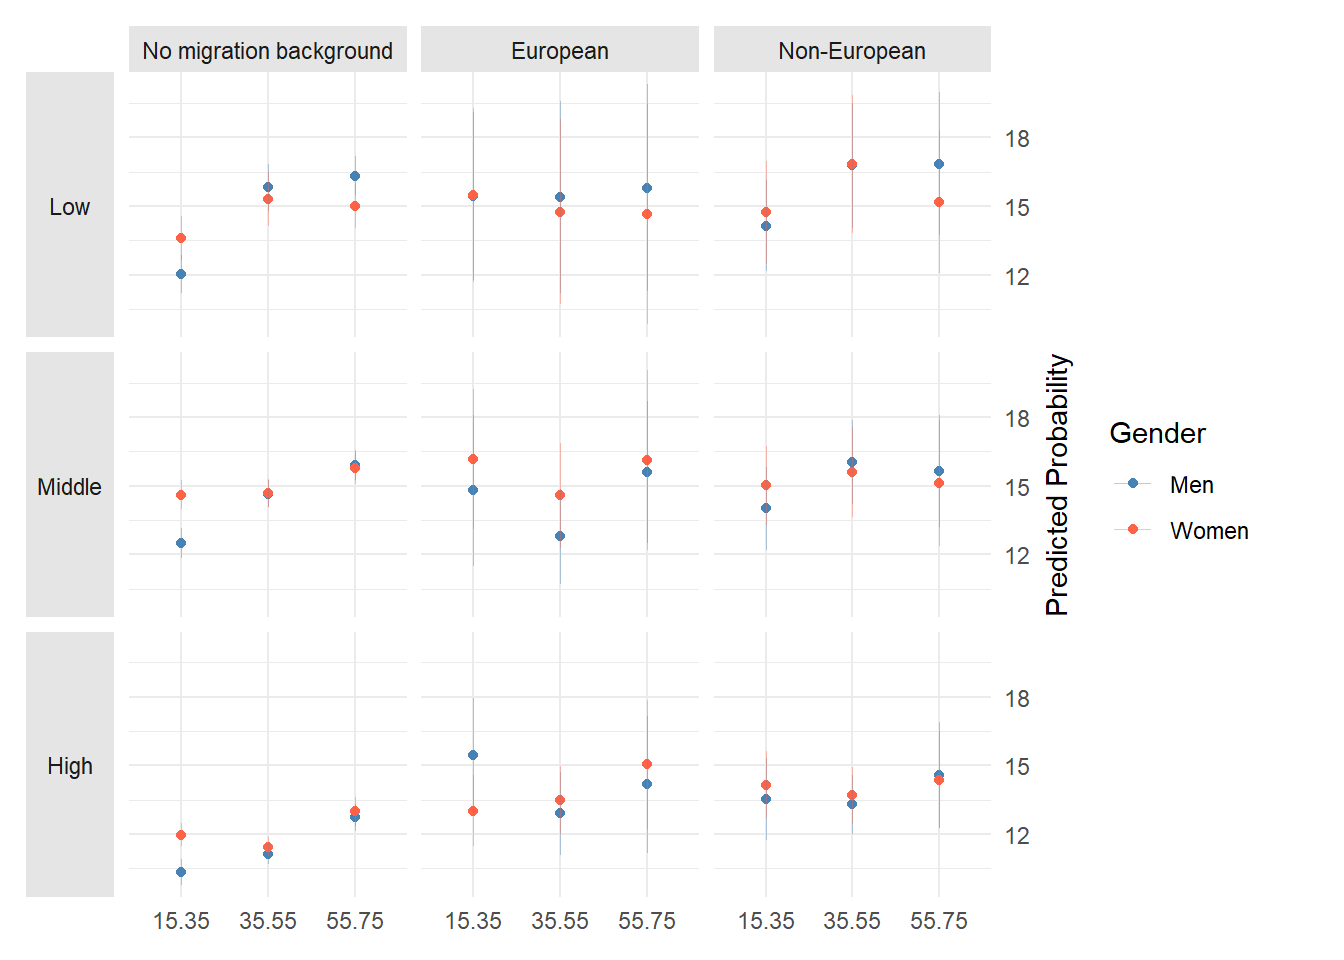 No migration background European Non-European
Low
18
15
12
Middle
18
15
12
High
18
15
12
15.35 35.55 55.75 15.35 35.55 55.75 15.35 35.55 55.75
Predicted Probability
Gender
Men
Women